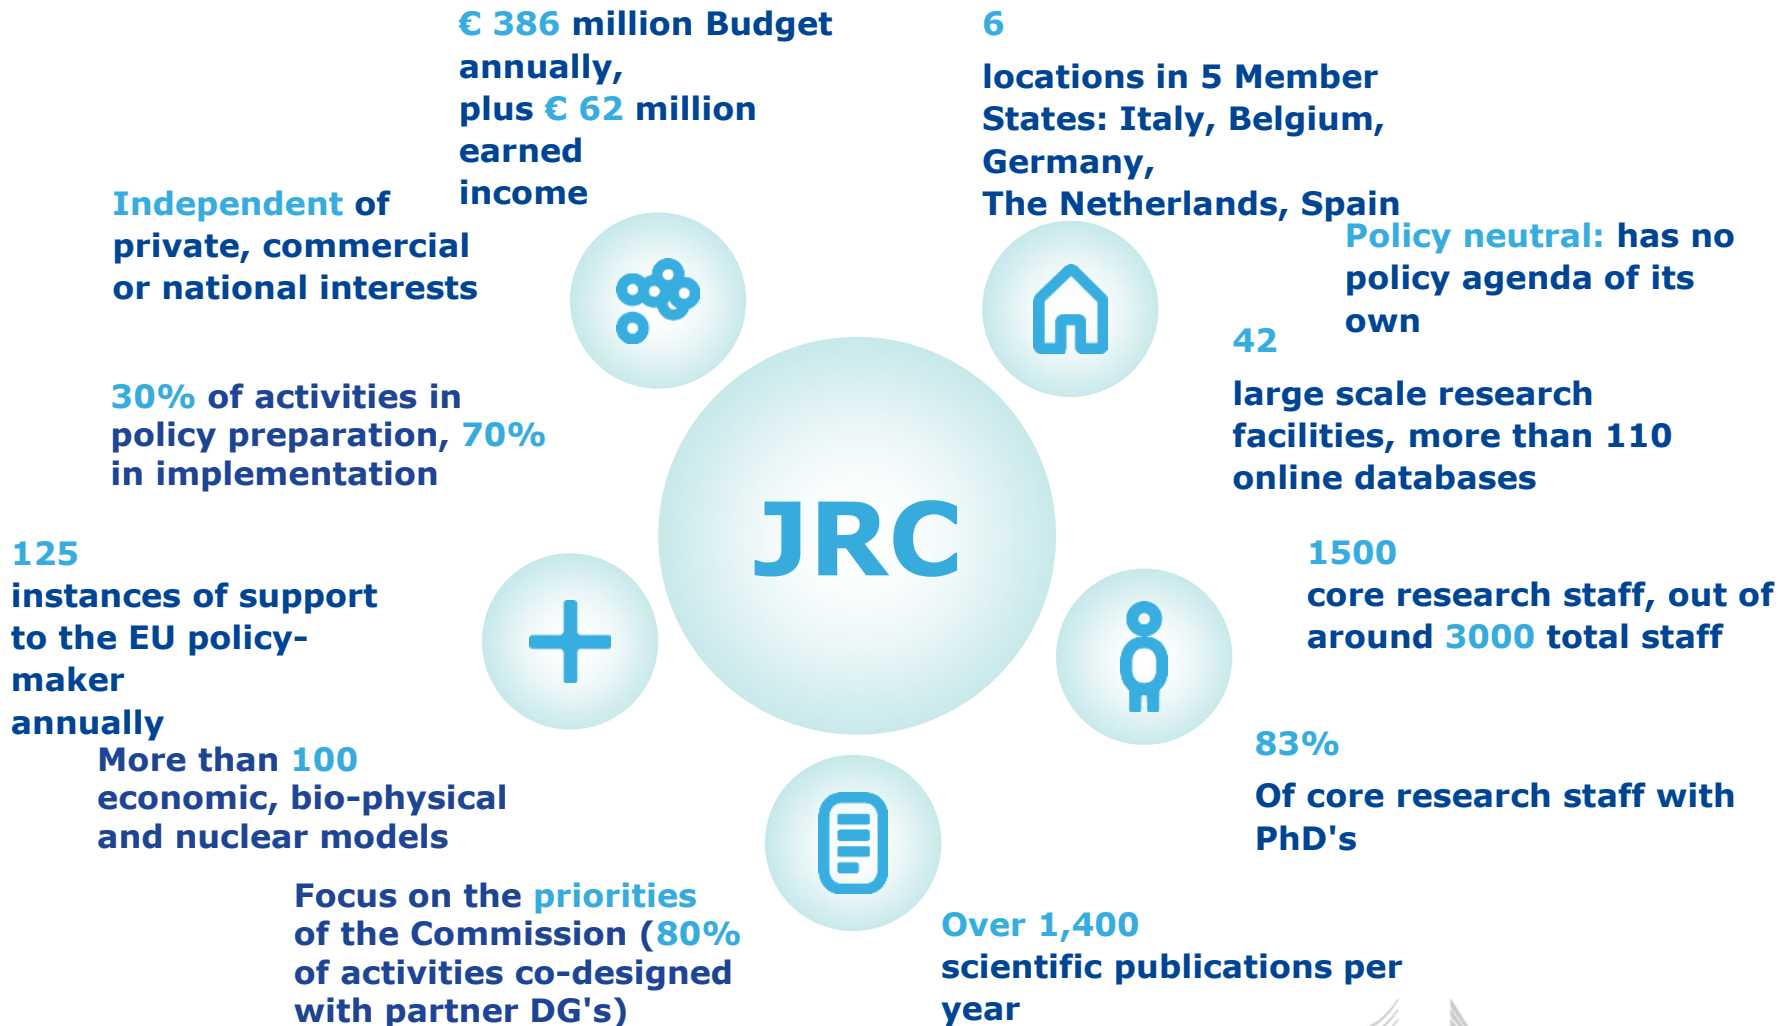 € 386 million Budget
annually,
plus € 62 million
earned
income
6
locations in 5 Member
States: Italy, Belgium,
Germany,
The Netherlands, Spain
Independent of
private, commercial
or national interests
Policy neutral: has no
policy agenda of its
own
30% of activities in
policy preparation, 70%
in implementation
42
large scale research
facilities, more than 110
online databases
JRC
125
instances of support
to the EU policy-
maker
annually
1500
core research staff, out of
around 3000 total staff
More than 100
economic, bio-physical
and nuclear models
83%
Of core research staff with
PhD's
Focus on the priorities
of the Commission (80%
of activities co-designed
with partner DG's)
Over 1,400
scientific publications per
year